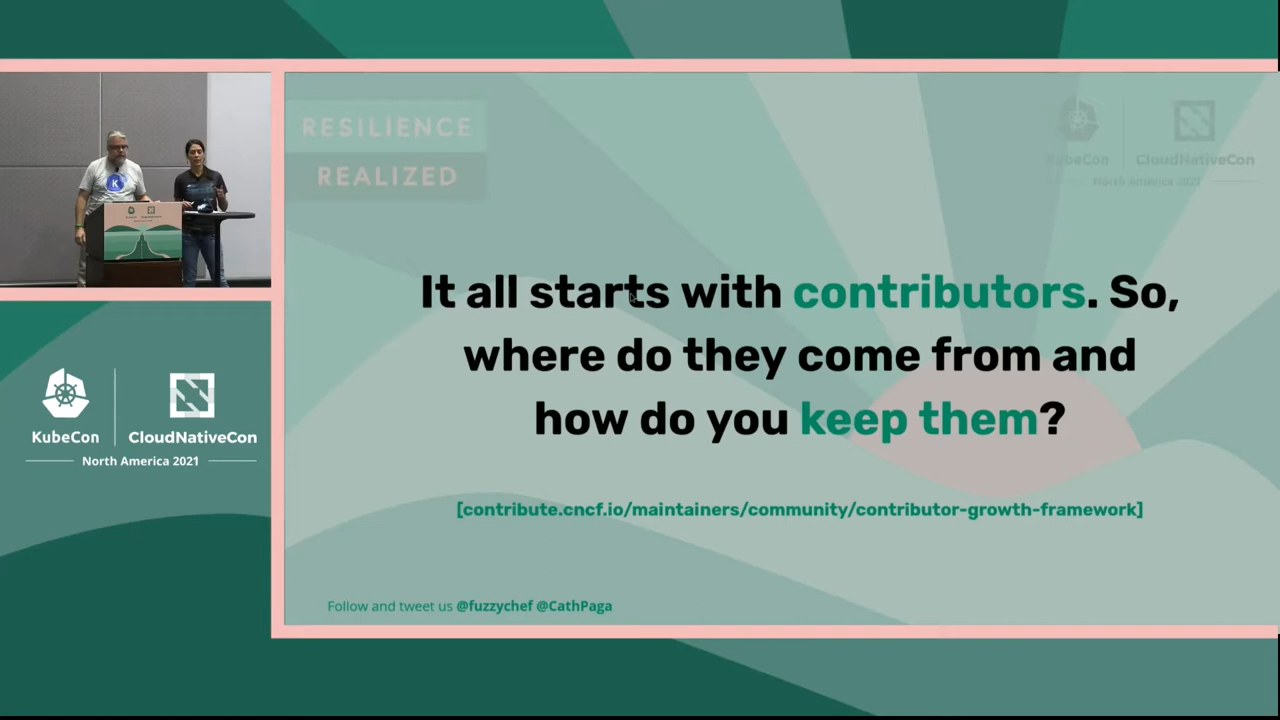 RESILIENCE
REALIZED
KubeCon
CloudNativeCon
North America 2021
It all starts with contributors. So,
where do they come from and
how do you keep them?
[contribute.cncf.io/maintainers/community/contributor-growth-framework]
Follow and tweet us @fuzzychef @CathPaga
K
KubeCon
CloudNativeCon
North America 2021